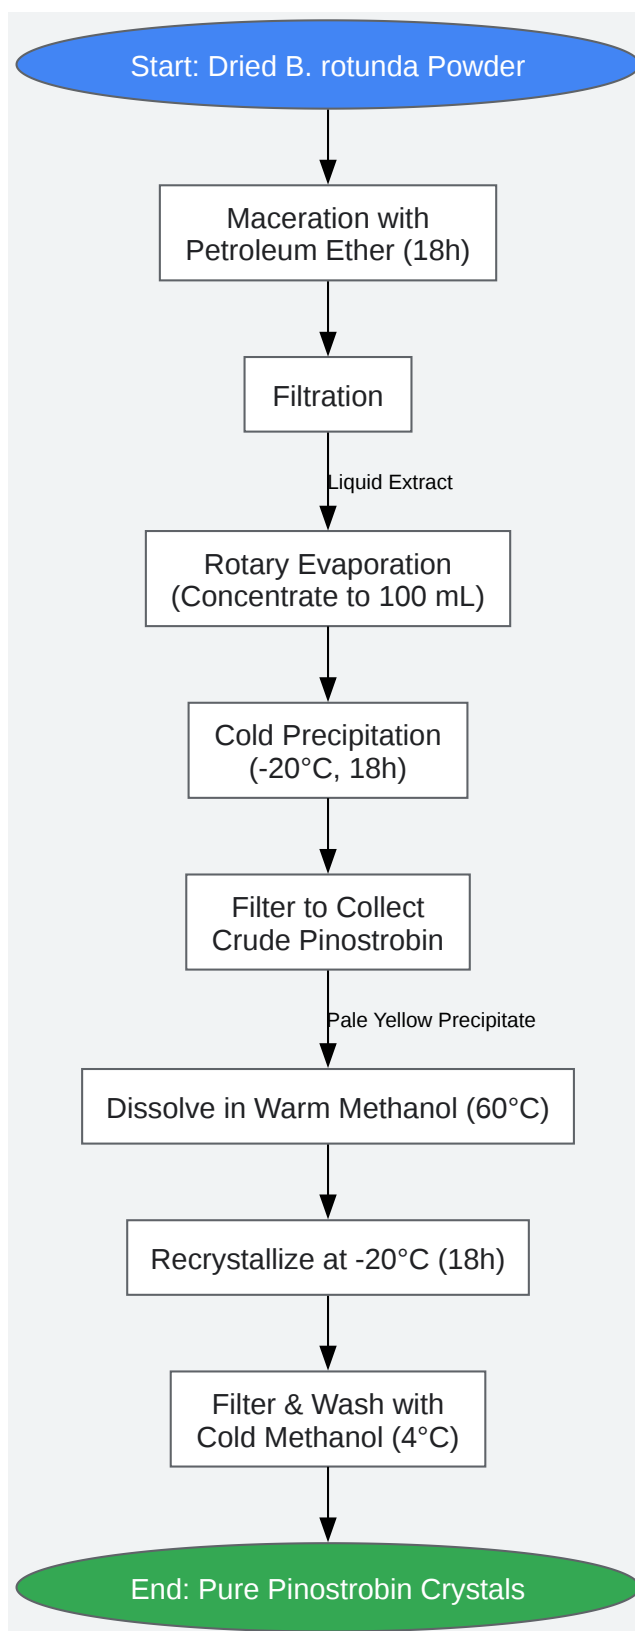 Start: Dried B. rotunda Powder
Maceration with
Petroleum Ether (18h)
Filtration
Liquid Extract
Rotary Evaporation
(Concentrate to 100 mL)
Cold Precipitation
(-20°C, 18h)
Filter to Collect
Crude Pinostrobin
Pale Yellow Precipitate
Dissolve in Warm Methanol (60°C)
Recrystallize at -20°C (18h)
Filter & Wash with
Cold Methanol (4°C)
End: Pure Pinostrobin Crystals